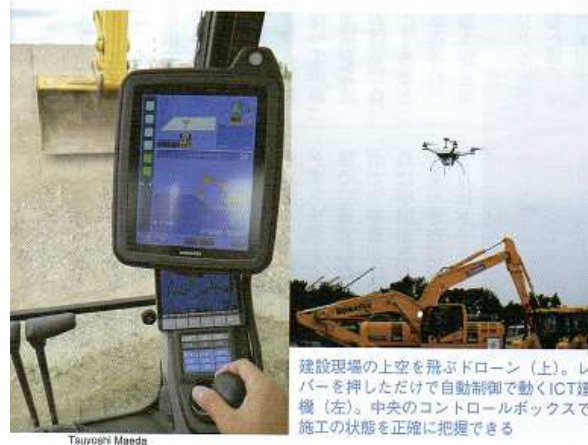 KOMATSU
Tsuyoshi Maeda
建設現場の上空を飛ぶドローン（上）。レ
バーを押しただけで自動制御で動くICT建
機（左）。中央のコントロールボックスで
施工の状態を正確に把握できる